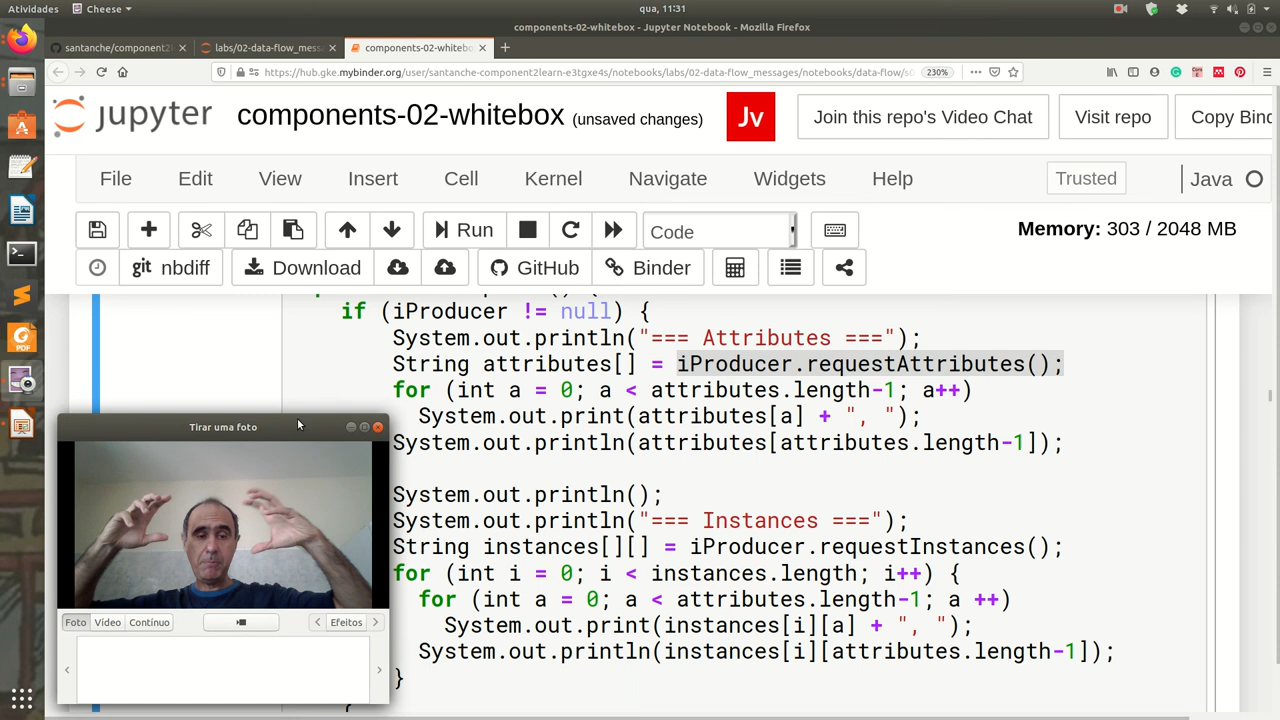 Atividades Cheese qua, 11:31
components-02-whitebox - Jupyter Notebook - Mozilla Firefox
santanche/component2l labs/02-data-flow_mess components-02-whitebo
https://hub.gke.mybinder.org/user/santanche-component2learn-e3tgxe4s/notebooks/labs/02-data-flow_messages/notebooks/data-flow/s 230%
jupyter components-02-whitebox (unsaved changes) Jv Join this repo's Video Chat Visit repo Copy Bind
File Edit View Insert Cell Kernel Navigate Widgets Help Trusted Java
Run Code Memory: 303 / 2048 MB
git nbdiff Download GitHub Binder
if (iProducer != null) {
System.out.println("=== Attributes ===");
String attributes[] = iProducer.requestAttributes();
for (int a = 0; a < attributes.length-1; a++)
System.out.print(attributes[a] + ", ");
System.out.println(attributes[attributes.length-1]);
System.out.println();
System.out.println("=== Instances ===");
String instances[][] = iProducer.requestInstances();
for (int i = 0; i < instances.length; i++) {
for (int a = 0; a < attributes.length-1; a ++)
System.out.print(instances[i][a] + ", ");
System.out.println(instances[i][attributes.length-1]);
}
Tirar uma foto
Foto Vídeo Contínuo Efeitos
PDF